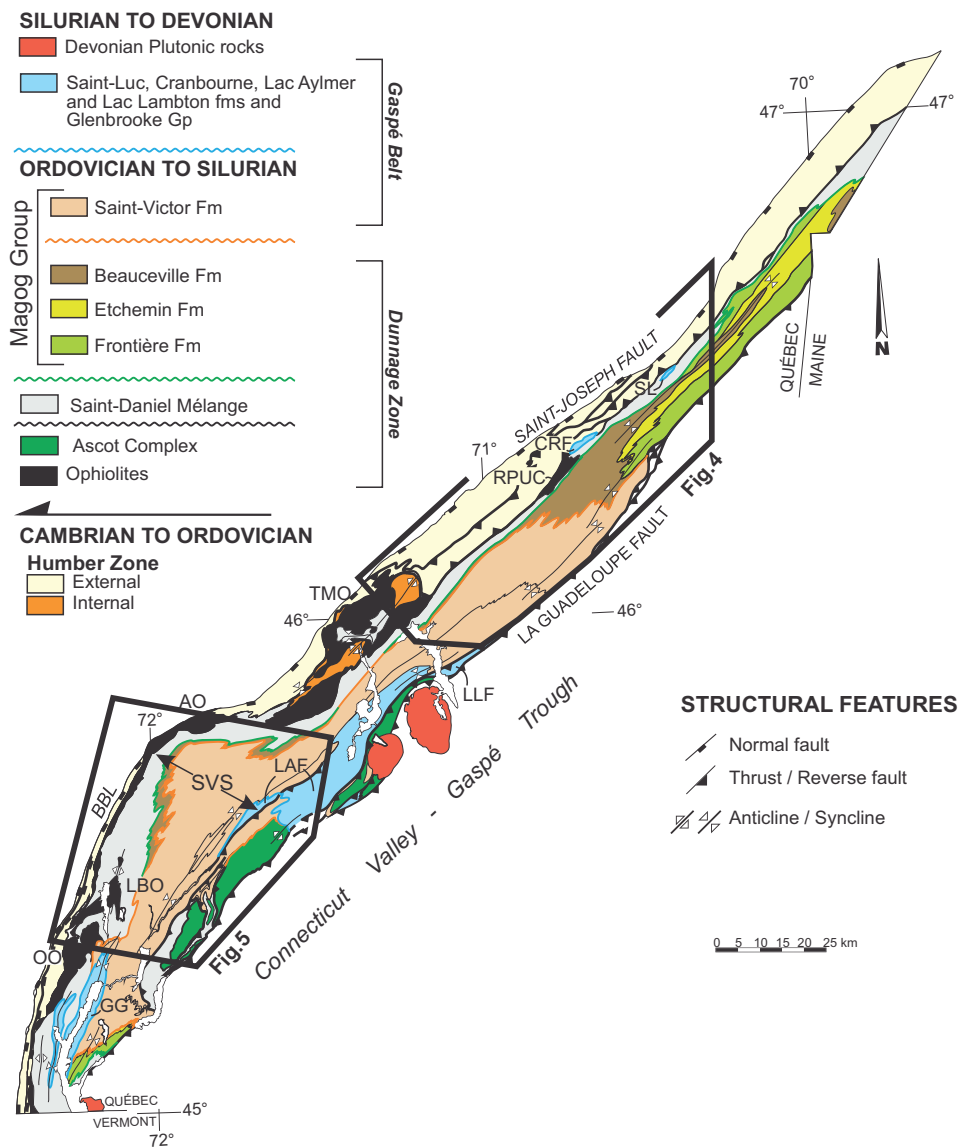 SILURIAN TO DEVONIAN
Devonian Plutonic rocks
Saint-Luc, Cranbourne, Lac Aylmer
and Lac Lambton fms and
Glenbrooke Gp
Gaspé Belt
ORDOVICIAN TO SILURIAN
Magog Group
Saint-Victor Fm
Beauceville Fm
Etchemin Fm
Frontière Fm
Dunnage Zone
Saint-Daniel Mélange
Ascot Complex
Ophiolites
CAMBRIAN TO ORDOVICIAN
Humber Zone
External
Internal
70°
47°
47°
QUÉBEC
MAINE
N
SAINT-JOSEPH FAULT
SL
71°
CRF
RPUC
Fig.4
LA GUADELOUPE FAULT
TMO
46°
46°
LLF
AO
72°
SVS
LAF
BBL
LBO
OO
Fig.5
GG
Connecticut Valley - Gaspé Trough
STRUCTURAL FEATURES
Normal fault
Thrust / Reverse fault
Anticline / Syncline
0 5 10 15 20 25 km
QUÉBEC
VERMONT
45°
72°